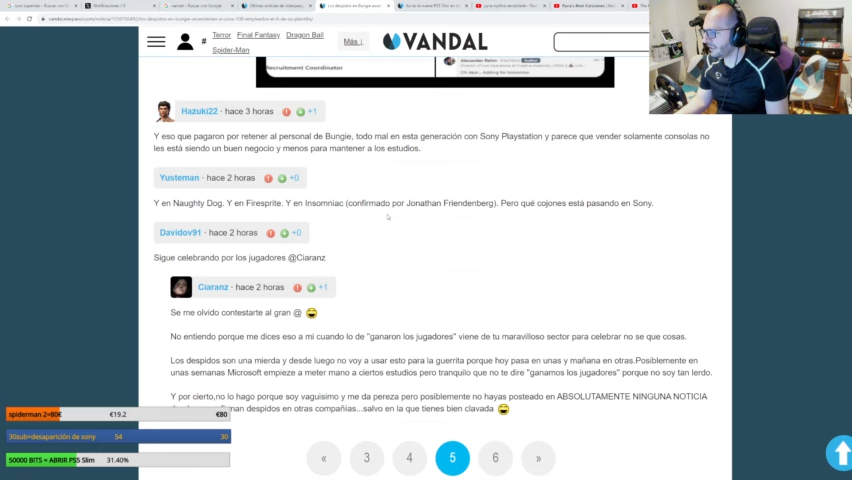 vandal.elespanol.com/noticia/
VANDAL
#
Terror Final Fantasy Dragon Ball
Spider-Man
Más ↓
Recruitment Coordinator
Hazuki22 · hace 3 horas +1
Y eso que pagaron por retener al personal de Bungie, todo mal en esta generación con Sony Playstation y parece que vender solamente consolas no
les está siendo un buen negocio y menos para mantener a los estudios.
Yusteman · hace 2 horas +0
Y en Naughty Dog. Y en Firesprite. Y en Insomniac (confirmado por Jonathan Friendenberg). Pero qué cojones está pasando en Sony.
Davidov91 · hace 2 horas +0
Sigue celebrando por los jugadores @Ciaranz
Ciaranz · hace 2 horas +1
Se me olvido contestarte al gran @
No entiendo porque me dices eso a mi cuando lo de "ganaron los jugadores" viene de tu maravilloso sector para celebrar no se que cosas.
Los despidos son una mierda y desde luego no voy a usar esto para la guerrita porque hoy pasa en unas y mañana en otras.Posiblemente en
unas semanas Microsoft empieze a meter mano a ciertos estudios pero tranquilo que no te dire "ganamos los jugadores" porque no soy tan lerdo.
Y por cierto,no lo hago porque soy vaguisimo y me da pereza pero posiblemente no hayas posteado en ABSOLUTAMENTE NINGUNA NOTICIA
despidos en otras compañias...salvo en la que tienes bien clavada
spiderman 2=80€ €19.2 €80
30sub=desaparición de sony 54 30
50000 BITS = ABRIR PS5 Slim 31.40%
« 3 4 5 6 »